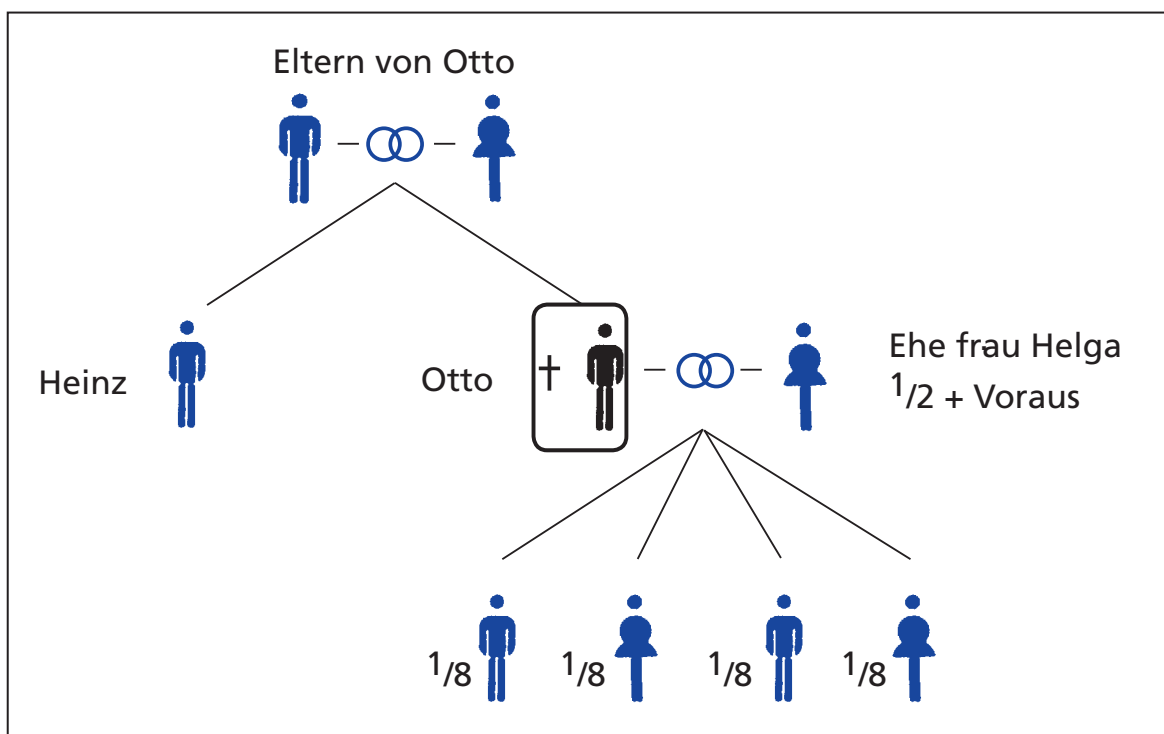 Eltern von Otto
Heinz
Otto †
Ehe frau Helga
1/2 + Voraus
1/8 1/8 1/8 1/8